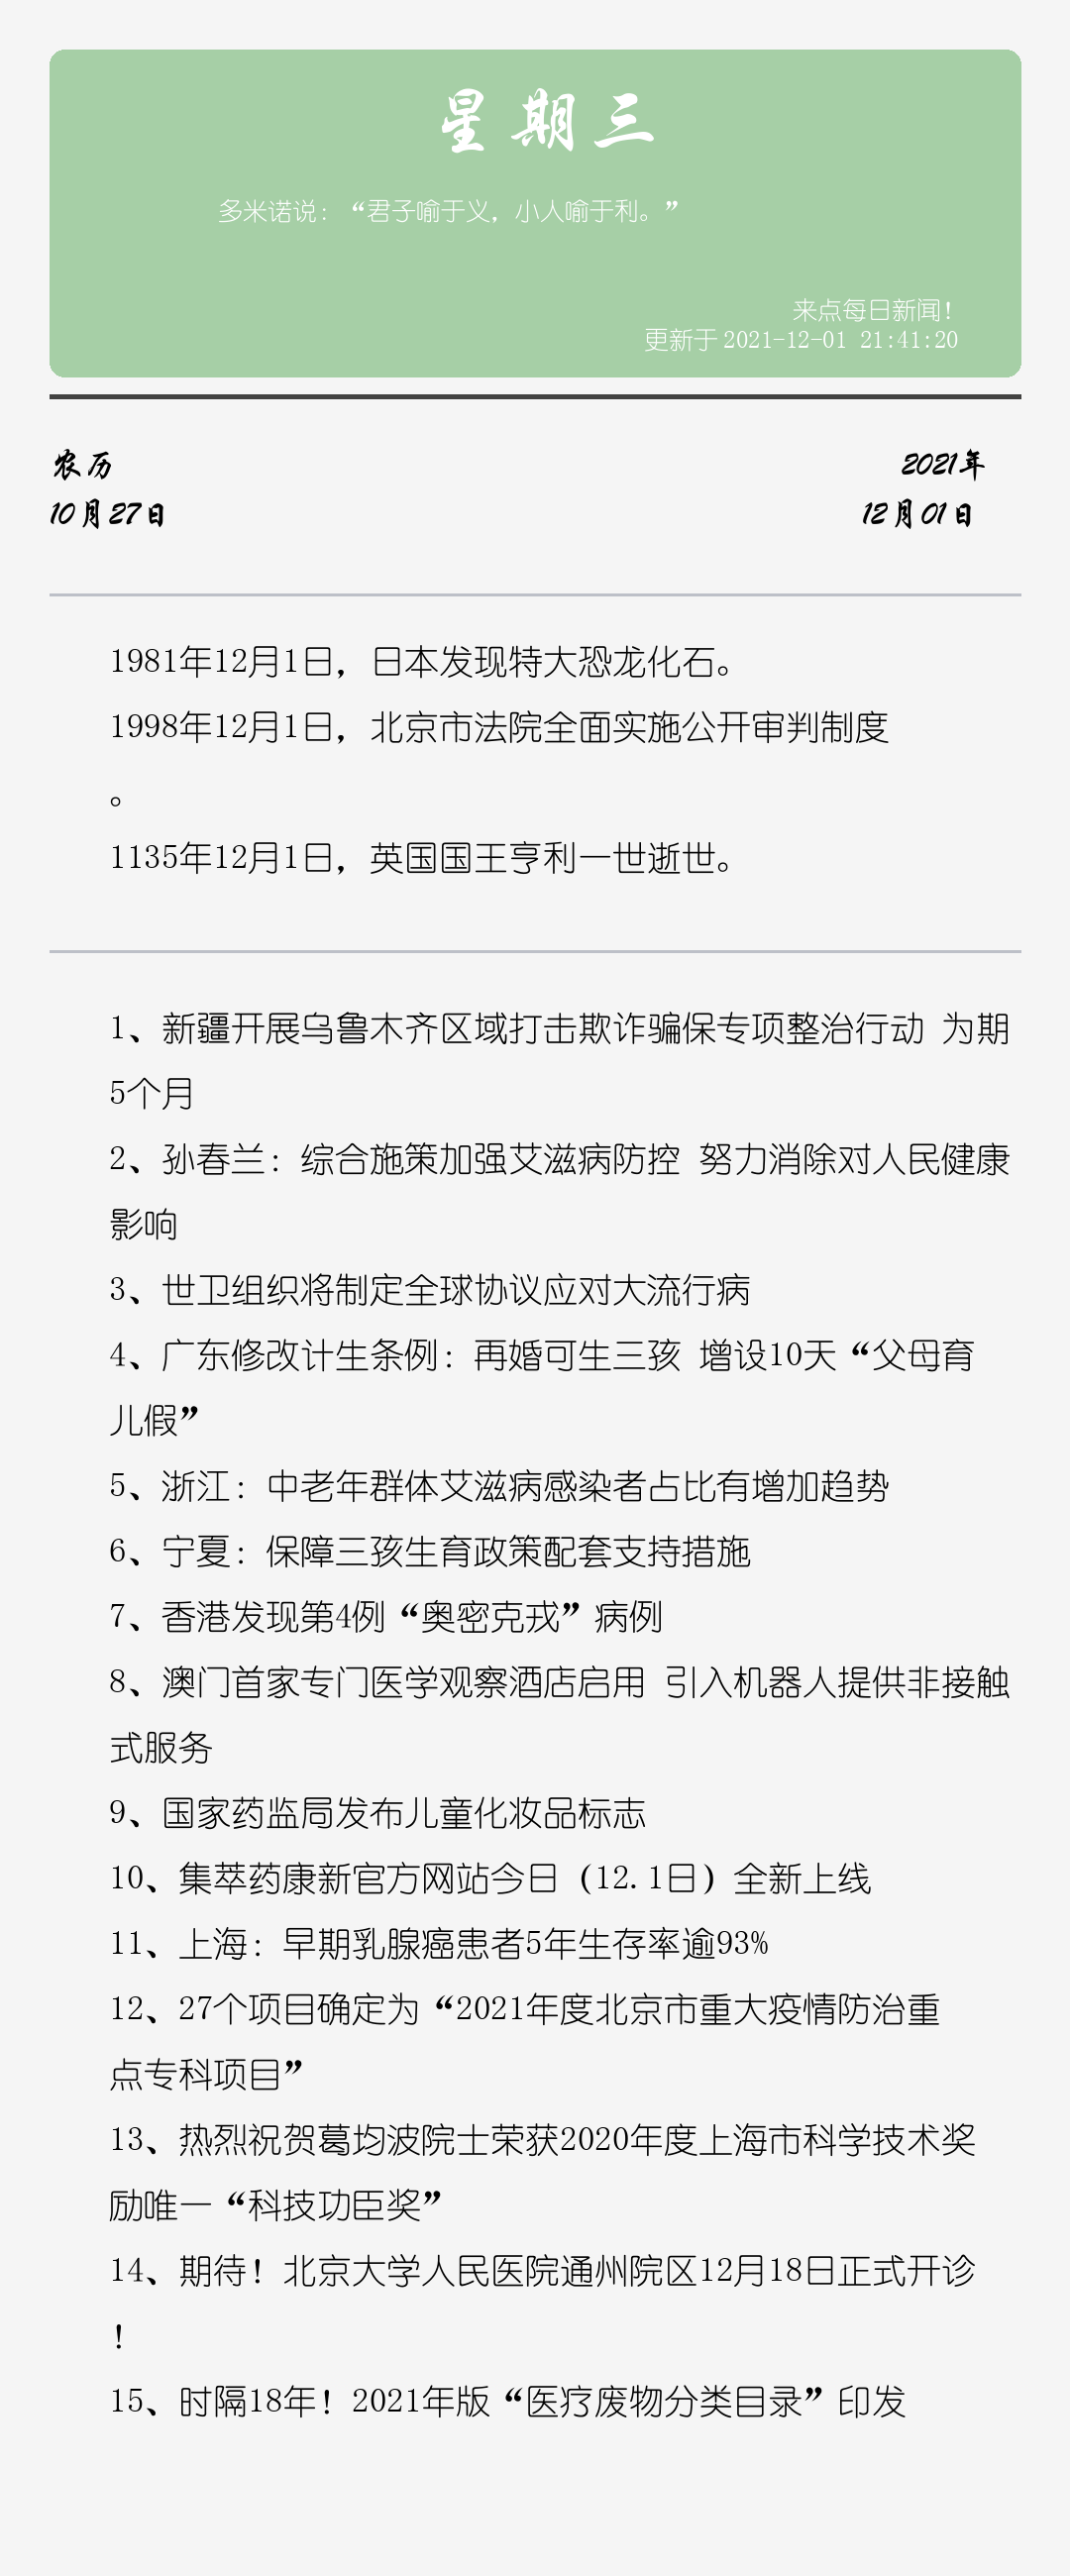 星期三
多米诺说：“君子喻于义，小人喻于利。”
来点每日新闻！
更新于 2021-12-01 21:41:20
农历
2021年
10月27日
12月01日
1981年12月1日，日本发现特大恐龙化石。
1998年12月1日，北京市法院全面实施公开审判制度
。
1135年12月1日，英国国王亨利一世逝世。
1、新疆开展乌鲁木齐区域打击欺诈骗保专项整治行动 为期
5个月
2、孙春兰：综合施策加强艾滋病防控 努力消除对人民健康
影响
3、世卫组织将制定全球协议应对大流行病
4、广东修改计生条例：再婚可生三孩 增设10天“父母育
儿假”
5、浙江：中老年群体艾滋病感染者占比有增加趋势
6、宁夏：保障三孩生育政策配套支持措施
7、香港发现第4例“奥密克戎”病例
8、澳门首家专门医学观察酒店启用 引入机器人提供非接触
式服务
9、国家药监局发布儿童化妆品标志
10、集萃药康新官方网站今日（12.1日）全新上线
11、上海：早期乳腺癌患者5年生存率逾93%
12、27个项目确定为“2021年度北京市重大疫情防治重
点专科项目”
13、热烈祝贺葛均波院士荣获2020年度上海市科学技术奖
励唯一“科技功臣奖”
14、期待！北京大学人民医院通州院区12月18日正式开诊
！
15、时隔18年！2021年版“医疗废物分类目录”印发